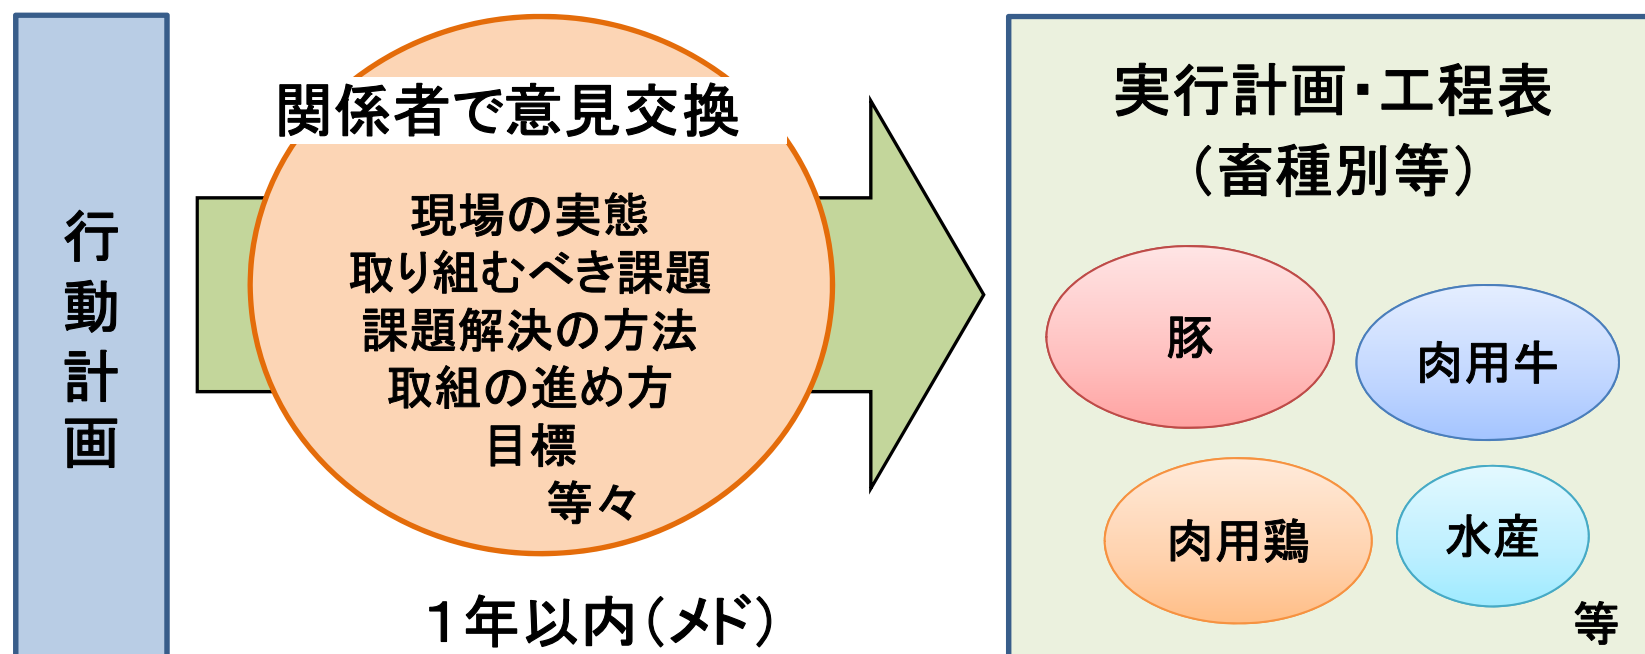 行動計画
関係者で意見交換
現場の実態
取り組むべき課題
課題解決の方法
取組の進め方
目標
等々
１年以内（メド）
実行計画・工程表
（畜種別等）
豚
肉用牛
肉用鶏
水産
等